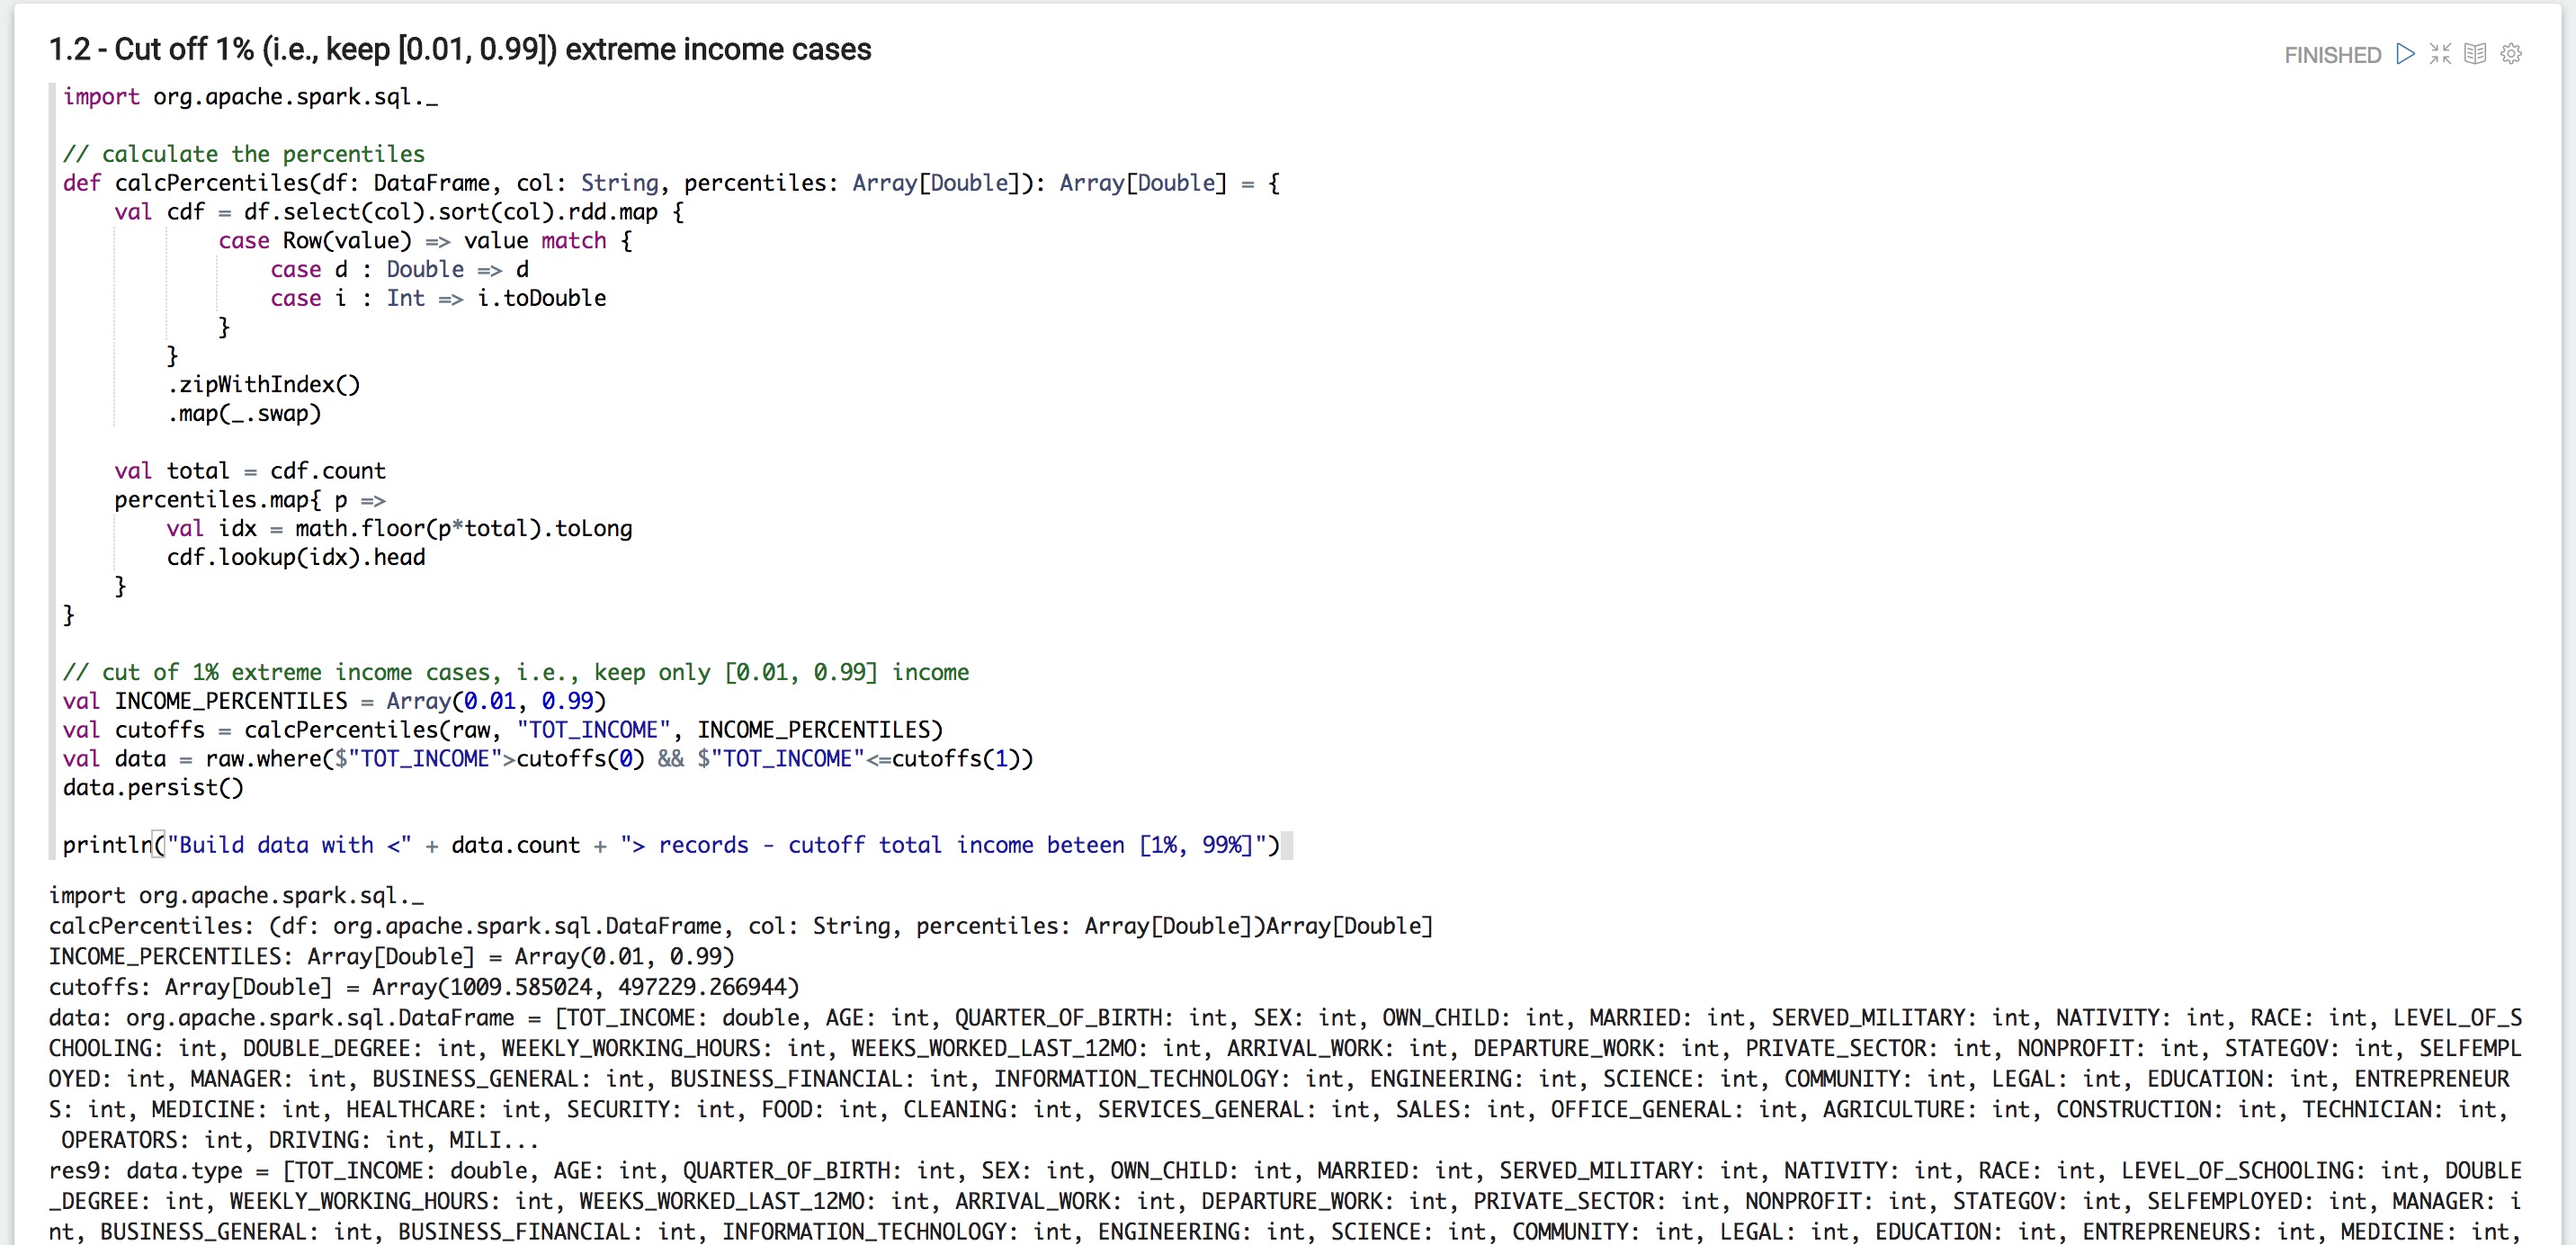 1.2 - Cut off 1% (i.e., keep [0.01, 0.99]) extreme income cases
FINISHED
import org.apache.spark.sql._
// calculate the percentiles
def calcPercentiles(df: DataFrame, col: String, percentiles: Array[Double]): Array[Double] = {
val cdf = df.select(col).sort(col).rdd.map {
case Row(value) => value match {
case d : Double => d
case i : Int => i.toDouble
}
}
.zipWithIndex()
.map(_.swap)
val total = cdf.count
percentiles.map{ p =>
val idx = math.floor(p*total).toLong
cdf.lookup(idx).head
}
}
// cut of 1% extreme income cases, i.e., keep only [0.01, 0.99] income
val INCOME_PERCENTILES = Array(0.01, 0.99)
val cutoffs = calcPercentiles(raw, "TOT_INCOME", INCOME_PERCENTILES)
val data = raw.where($"TOT_INCOME">cutoffs(0) && $"TOT_INCOME"<=cutoffs(1))
data.persist()
println("Build data with <" + data.count + "> records - cutoff total income beteen [1%, 99%]")
import org.apache.spark.sql._
calcPercentiles: (df: org.apache.spark.sql.DataFrame, col: String, percentiles: Array[Double])Array[Double]
INCOME_PERCENTILES: Array[Double] = Array(0.01, 0.99)
cutoffs: Array[Double] = Array(1009.585024, 497229.266944)
data: org.apache.spark.sql.DataFrame = [TOT_INCOME: double, AGE: int, QUARTER_OF_BIRTH: int, SEX: int, OWN_CHILD: int, MARRIED: int, SERVED_MILITARY: int, NATIVITY: int, RACE: int, LEVEL_OF_S
CHOOLING: int, DOUBLE_DEGREE: int, WEEKLY_WORKING_HOURS: int, WEEKS_WORKED_LAST_12MO: int, ARRIVAL_WORK: int, DEPARTURE_WORK: int, PRIVATE_SECTOR: int, NONPROFIT: int, STATEGOV: int, SELFEMPL
OYED: int, MANAGER: int, BUSINESS_GENERAL: int, BUSINESS_FINANCIAL: int, INFORMATION_TECHNOLOGY: int, ENGINEERING: int, SCIENCE: int, COMMUNITY: int, LEGAL: int, EDUCATION: int, ENTREPRENEUR
S: int, MEDICINE: int, HEALTHCARE: int, SECURITY: int, FOOD: int, CLEANING: int, SERVICES_GENERAL: int, SALES: int, OFFICE_GENERAL: int, AGRICULTURE: int, CONSTRUCTION: int, TECHNICIAN: int,
OPERATORS: int, DRIVING: int, MILI...
res9: data.type = [TOT_INCOME: double, AGE: int, QUARTER_OF_BIRTH: int, SEX: int, OWN_CHILD: int, MARRIED: int, SERVED_MILITARY: int, NATIVITY: int, RACE: int, LEVEL_OF_SCHOOLING: int, DOUBLE
_DEGREE: int, WEEKLY_WORKING_HOURS: int, WEEKS_WORKED_LAST_12MO: int, ARRIVAL_WORK: int, DEPARTURE_WORK: int, PRIVATE_SECTOR: int, NONPROFIT: int, STATEGOV: int, SELFEMPLOYED: int, MANAGER: i
nt, BUSINESS_GENERAL: int, BUSINESS_FINANCIAL: int, INFORMATION_TECHNOLOGY: int, ENGINEERING: int, SCIENCE: int, COMMUNITY: int, LEGAL: int, EDUCATION: int, ENTREPRENEURS: int, MEDICINE: int,